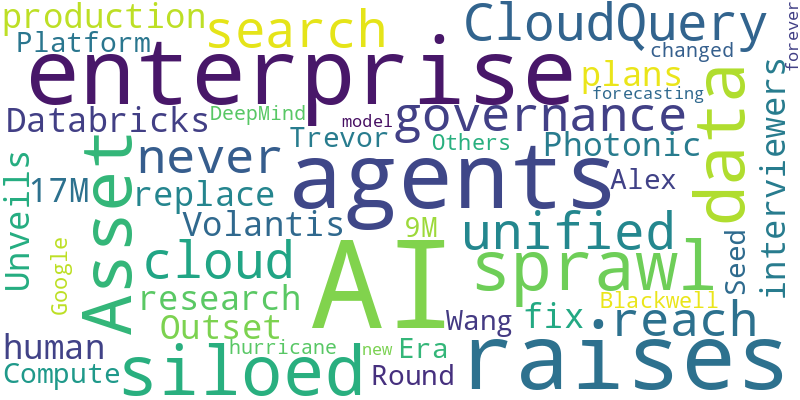 production
search
CloudQuery
forever
Platform
changed
enterprise
plans
forecasting
data
interviewers
Databricks
DeepMind
model
governance
Trevor
Others
Photonic
never
Asset
agents
Alex
Unveils
17M
replace
Volantis
9M
unified
cloud
AI
sprawl
Seed
Google
research
Blackwell
Outset
Wang
fix
reach
human
hurricane
new
Era
raises
Compute
siloed
Round